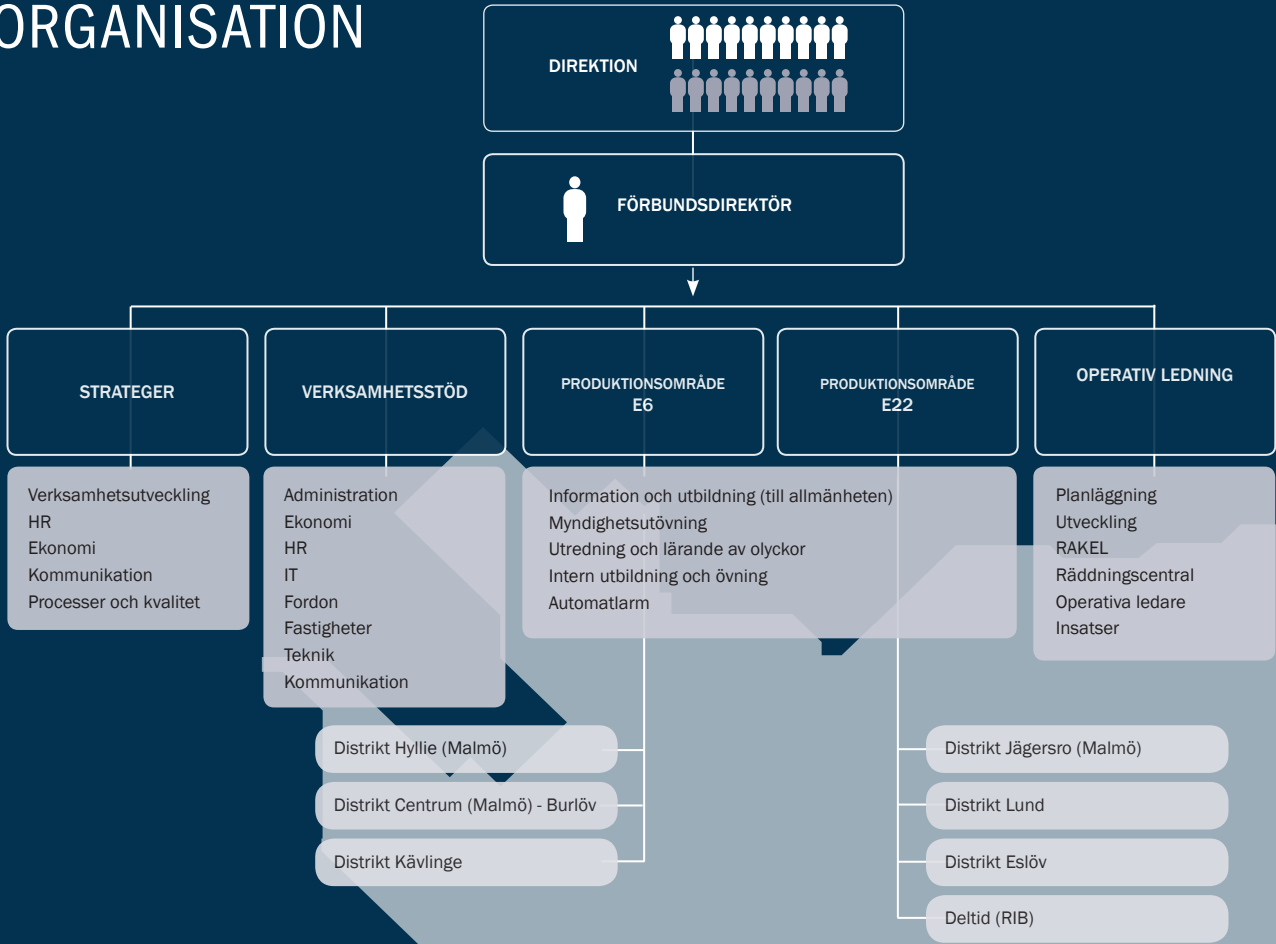 ORGANISATION
DIREKTION
FÖRBUNDSDIREKTÖR
STRATEGER
Verksamhetsutveckling
HR
Ekonomi
Kommunikation
Processer och kvalitet
VERKSAMHETSSTÖD
Administration
Ekonomi
HR
IT
Fordon
Fastigheter
Teknik
Kommunikation
PRODUKTIONSOMRÅDE
E6
PRODUKTIONSOMRÅDE
E22
Information och utbildning (till allmänheten)
Myndighetsutövning
Utredning och lärande av olyckor
Intern utbildning och övning
Automatlarm
OPERATIV LEDNING
Planläggning
Utveckling
RAKEL
Räddningscentral
Operativa ledare
Insatser
Distrikt Hyllie (Malmö)
Distrikt Centrum (Malmö) - Burlöv
Distrikt Kävlinge
Distrikt Jägersro (Malmö)
Distrikt Lund
Distrikt Eslöv
Deltid (RIB)